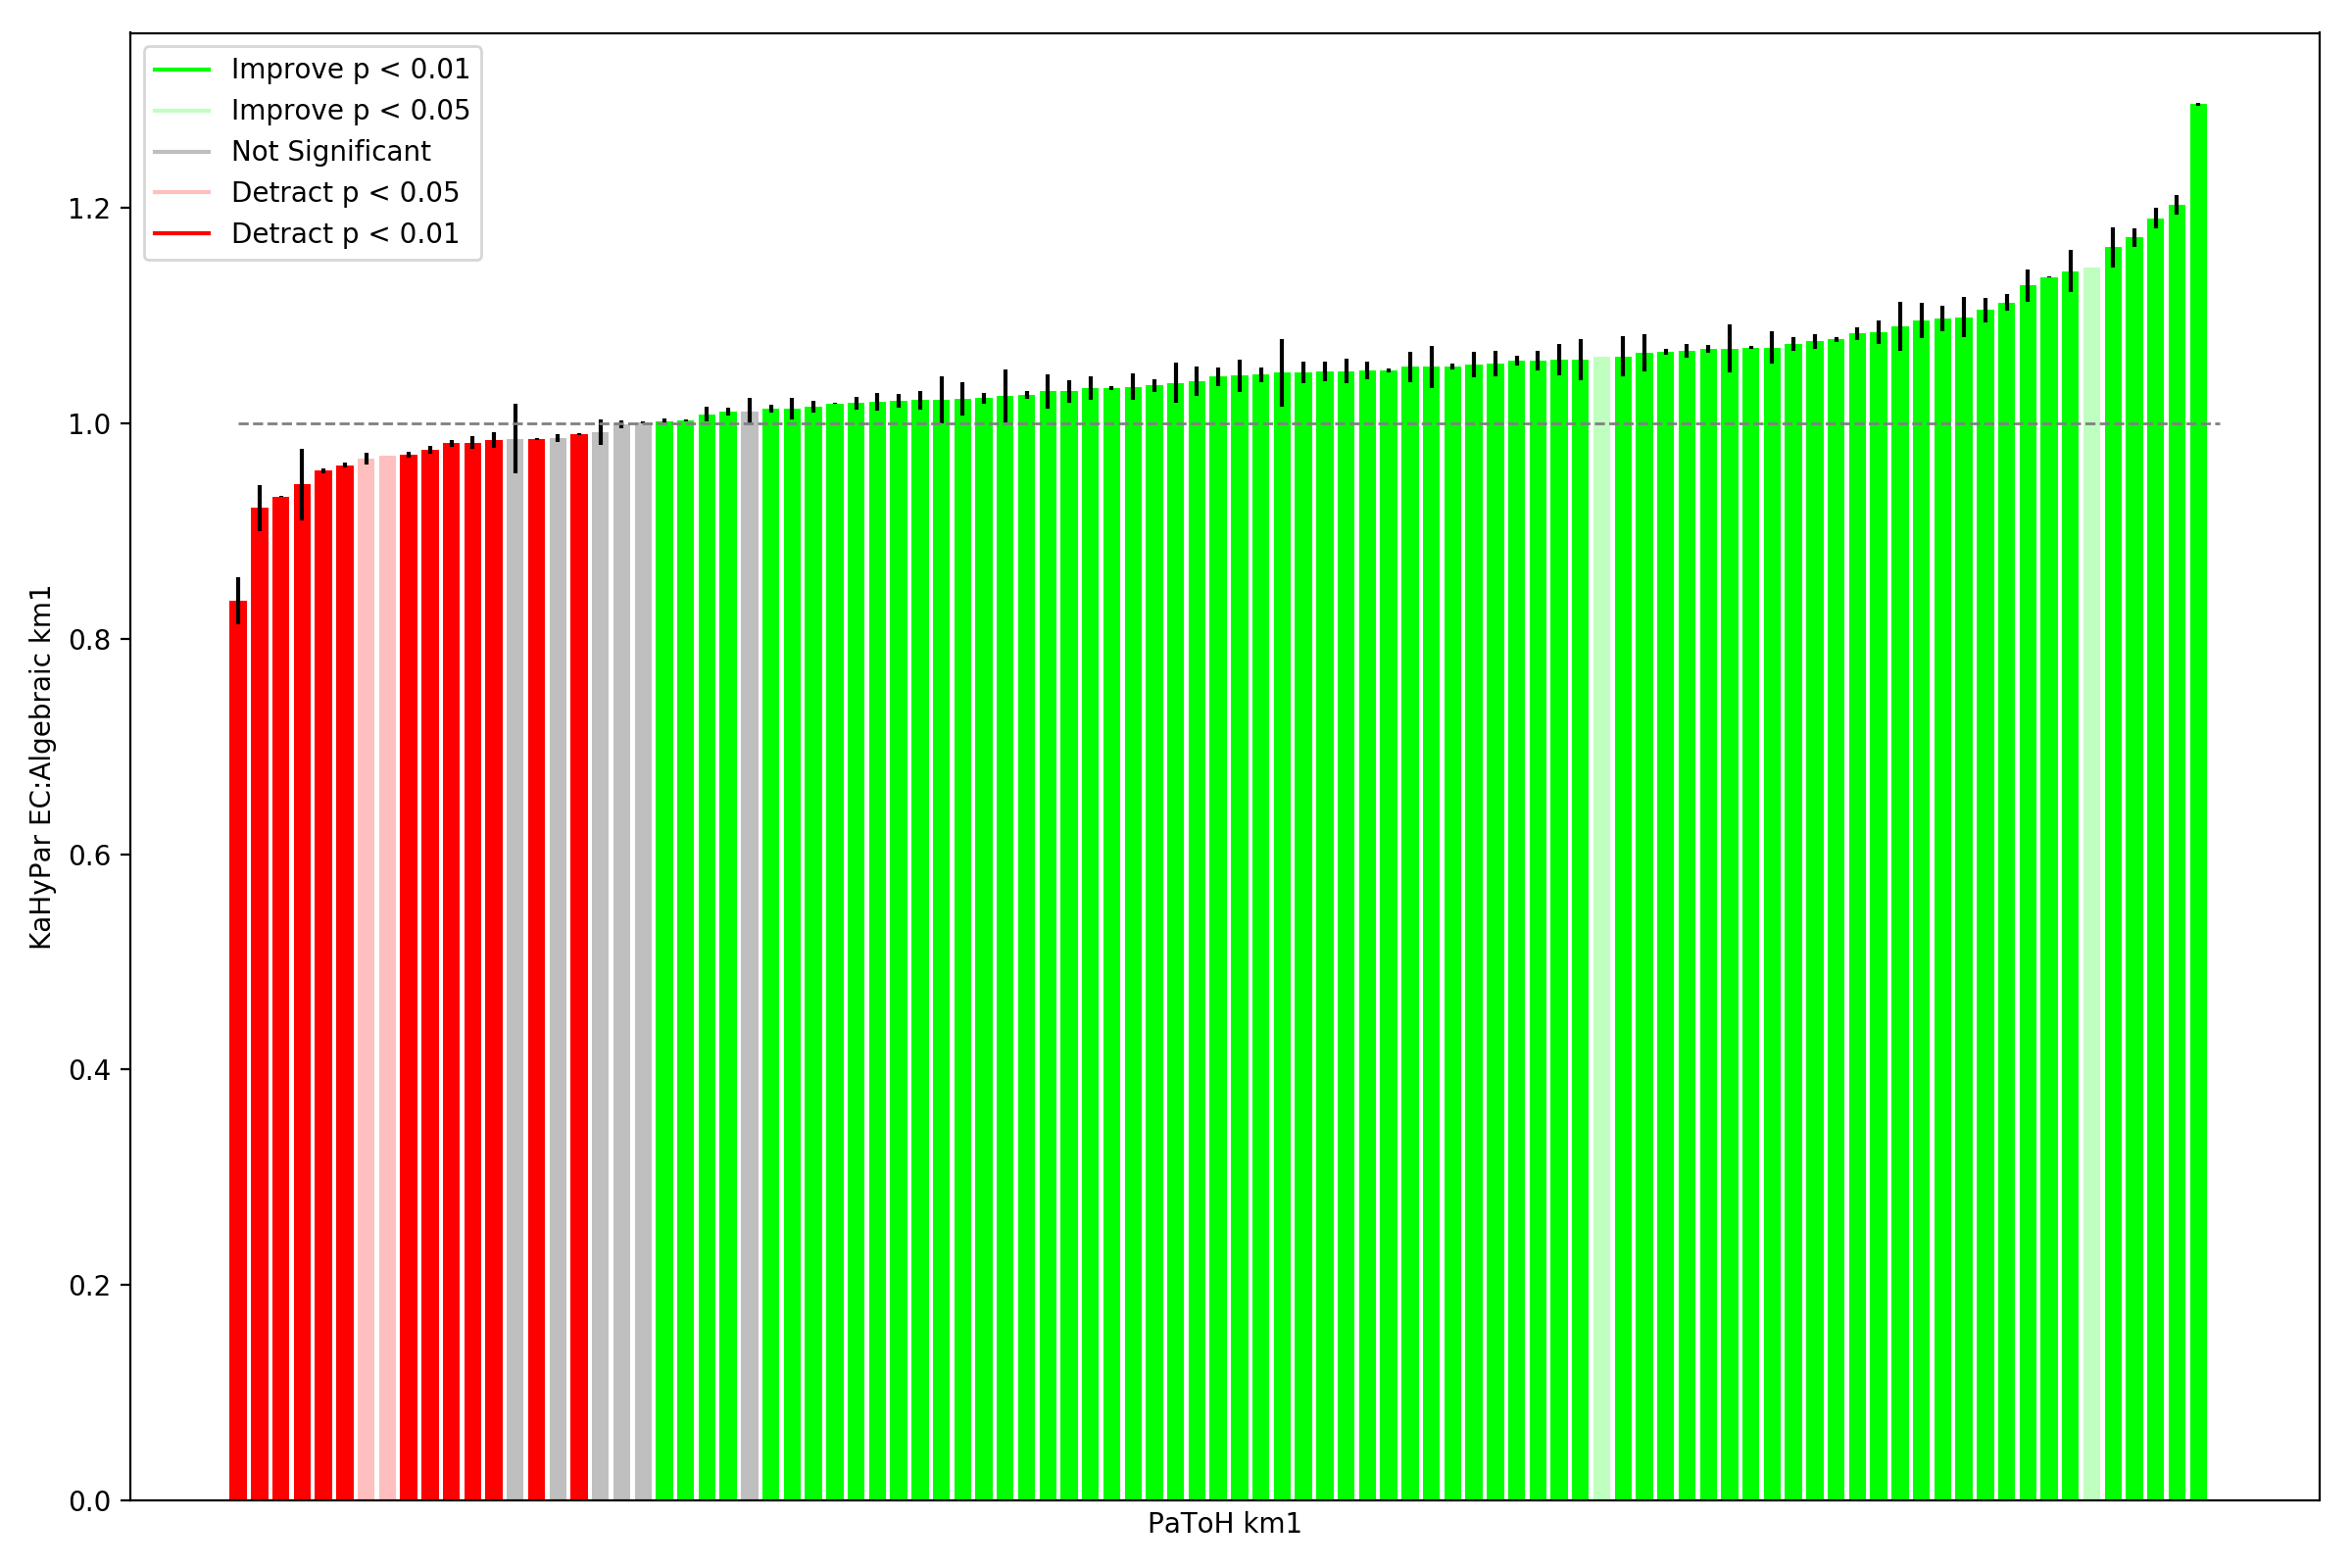 Improve p < 0.01
Improve p < 0.05
Not Significant
Detract p < 0.05
Detract p < 0.01
1.2
1.0
0.8
0.6
0.4
0.2
0.0
KaHyPar EC:Algebraic km1
PaToH km1